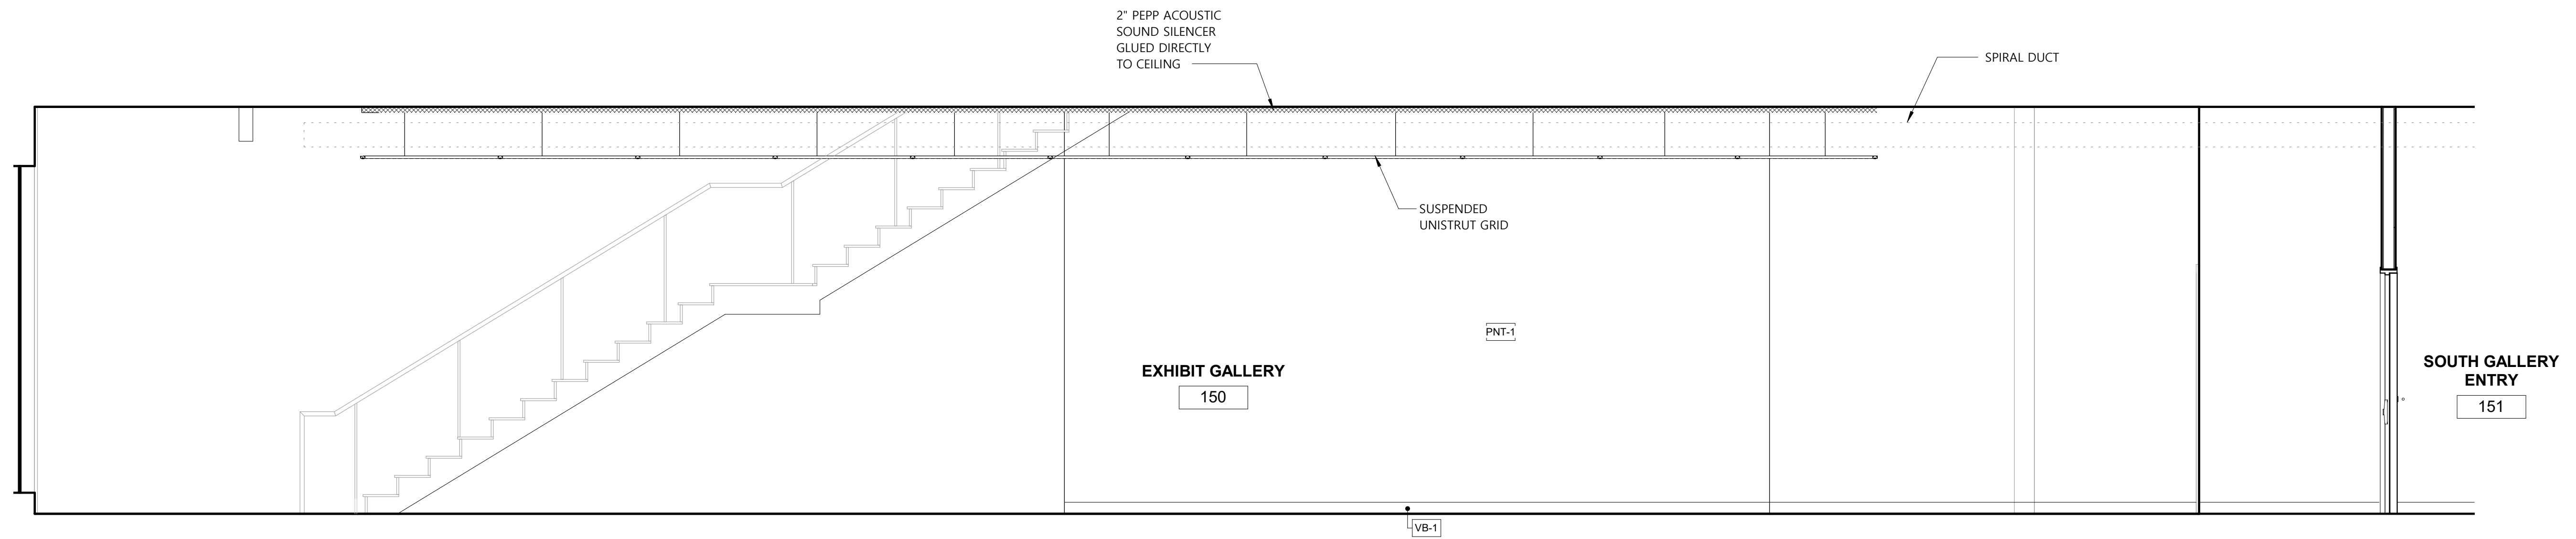 2" PEPP ACOUSTIC
SOUND SILENCER
GLUED DIRECTLY
TO CEILING
SPIRAL DUCT
SUSPENDED
UNISTRUT GRID
PNT-1
EXHIBIT GALLERY
150
SOUTH GALLERY
ENTRY
151
VB-1